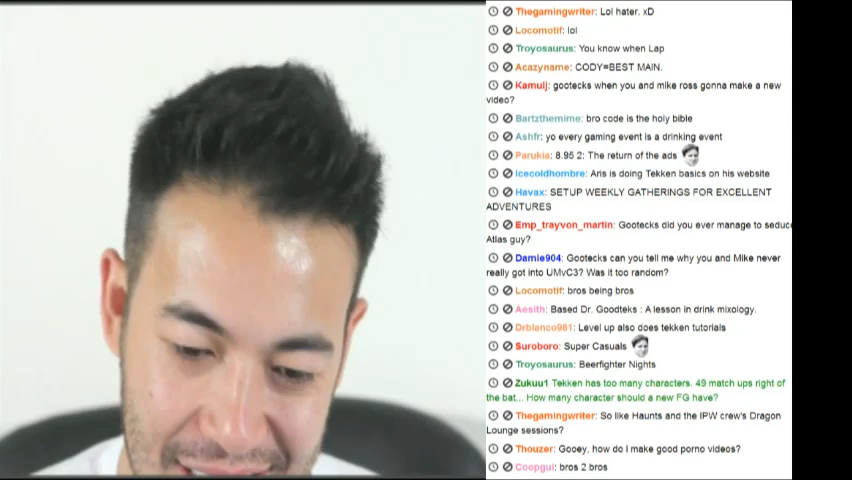 Thegamingwriter: Lol hater. xD
Locomotif: lol
Troyosaurus: You know when Lap
Acazyname: CODY=BEST MAIN.
Kamuij: gootecks when you and mike ross gonna make a new
video?
Bartzthemime: bro code is the holy bible
Ashfr: yo every gaming event is a drinking event
Parukia: 8.95 2: The return of the ads
Icecoldhombre: Aris is doing Tekken basics on his website
Havax: SETUP WEEKLY GATHERINGS FOR EXCELLENT
ADVENTURES
Emp_trayvon_martin: Gootecks did you ever manage to seduc
Atlas guy?
Damie904: Gootecks can you tell me why you and Mike never
really got into UMvC3? Was it too random?
Locomotif: bros being bros
Aesith: Based Dr. Goodteks : A lesson in drink mixology.
Drblanco981: Level up also does tekken tutorials
Suroboro: Super Casuals
Troyosaurus: Beerfighter Nights
Zukuu1 Tekken has too many characters. 49 match ups right of
the bat... How many character should a new FG have?
Thegamingwriter: So like Haunts and the IPW crew's Dragon
Lounge sessions?
Thouzer: Gooey, how do I make good porno videos?
Coopgui: bros 2 bros